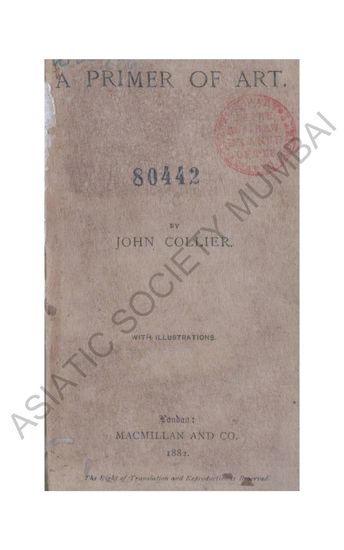 A PRIMER OF ART.
80442
BY
JOHN COLLIER.
WITH ILLUSTRATIONS.
London:
MACMILLAN AND CO.
1882.
The Right of Translation and Reproduction is Reserved.
ASIATIC SOCIETY MUMBAI